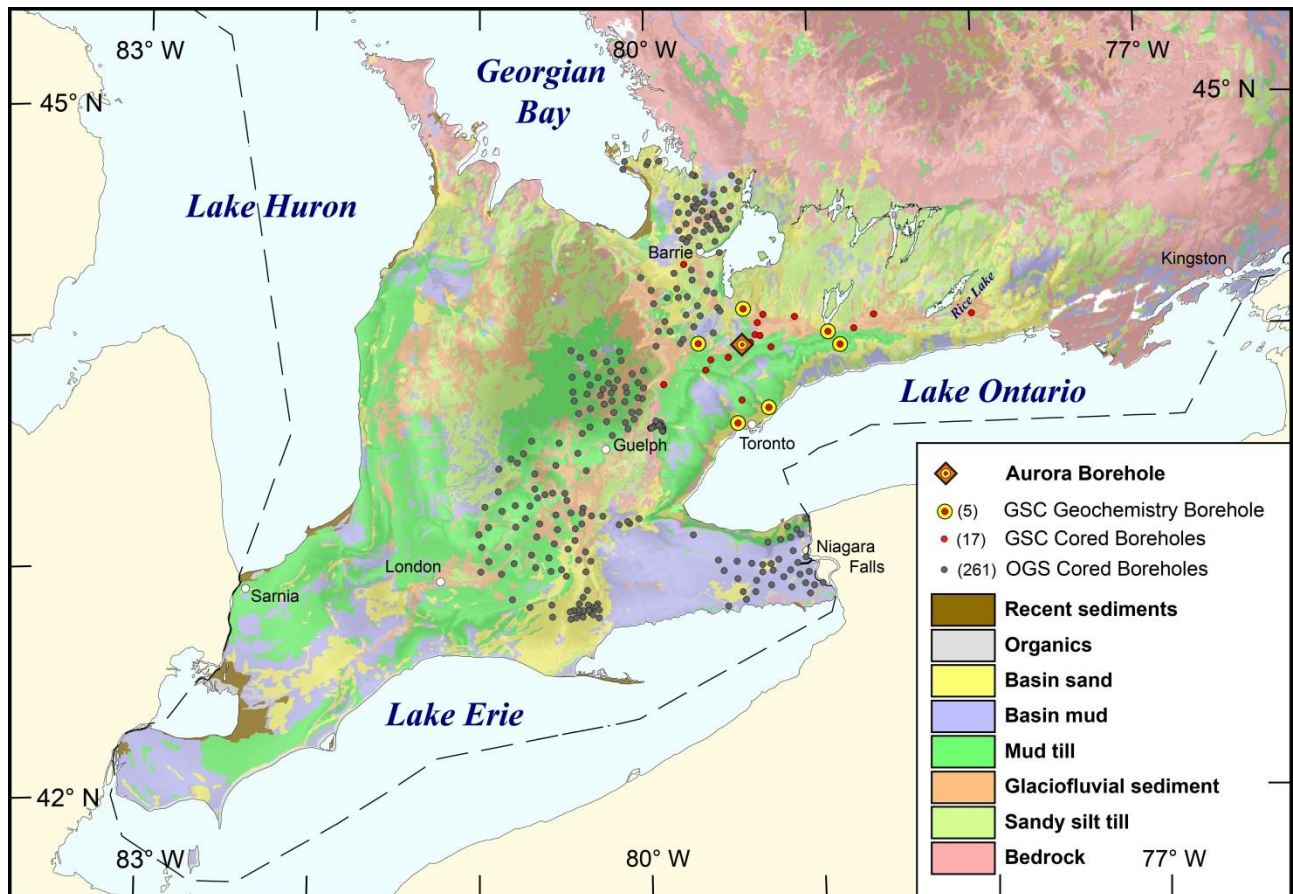 83° W
80° W
77° W
45° N
45° N
Georgian
Bay
Lake Huron
Barrie
Kingston
Rice Lake
Lake Ontario
Toronto
Guelph
Niagara
Falls
London
Sarnia
Lake Erie
42° N
83° W
80° W
77° W
Aurora Borehole
(5) GSC Geochemistry Borehole
(17) GSC Cored Boreholes
(261) OGS Cored Boreholes
Recent sediments
Organics
Basin sand
Basin mud
Mud till
Glaciofluvial sediment
Sandy silt till
Bedrock